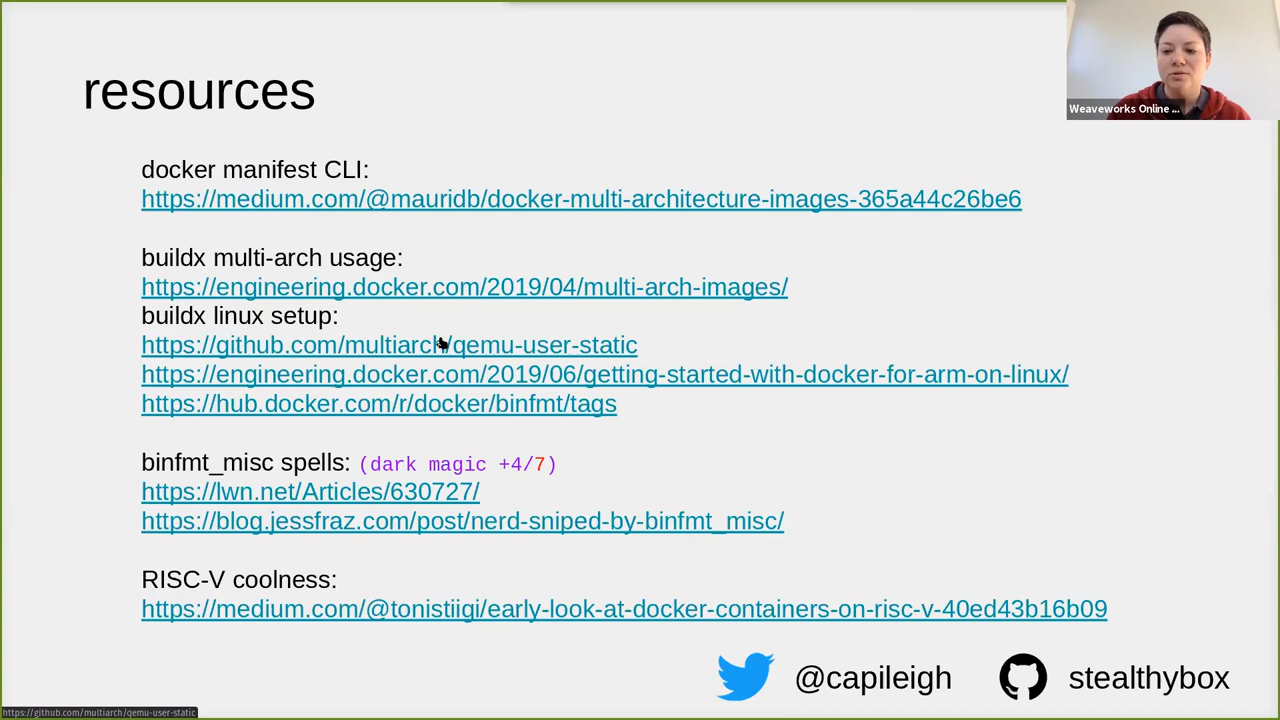 resources
Weaveworks Online ...
docker manifest CLI:
https://medium.com/@mauridb/docker-multi-architecture-images-365a44c26be6
buildx multi-arch usage:
https://engineering.docker.com/2019/04/multi-arch-images/
buildx linux setup:
https://github.com/multiarch/qemu-user-static
https://engineering.docker.com/2019/06/getting-started-with-docker-for-arm-on-linux/
https://hub.docker.com/r/docker/binfmt/tags
binfmt_misc spells: (dark magic +4/7)
https://lwn.net/Articles/630727/
https://blog.jessfraz.com/post/nerd-sniped-by-binfmt_misc/
RISC-V coolness:
https://medium.com/@tonistiigi/early-look-at-docker-containers-on-risc-v-40ed43b16b09
@capileigh stealthybox
https://github.com/multiarch/qemu-user-static